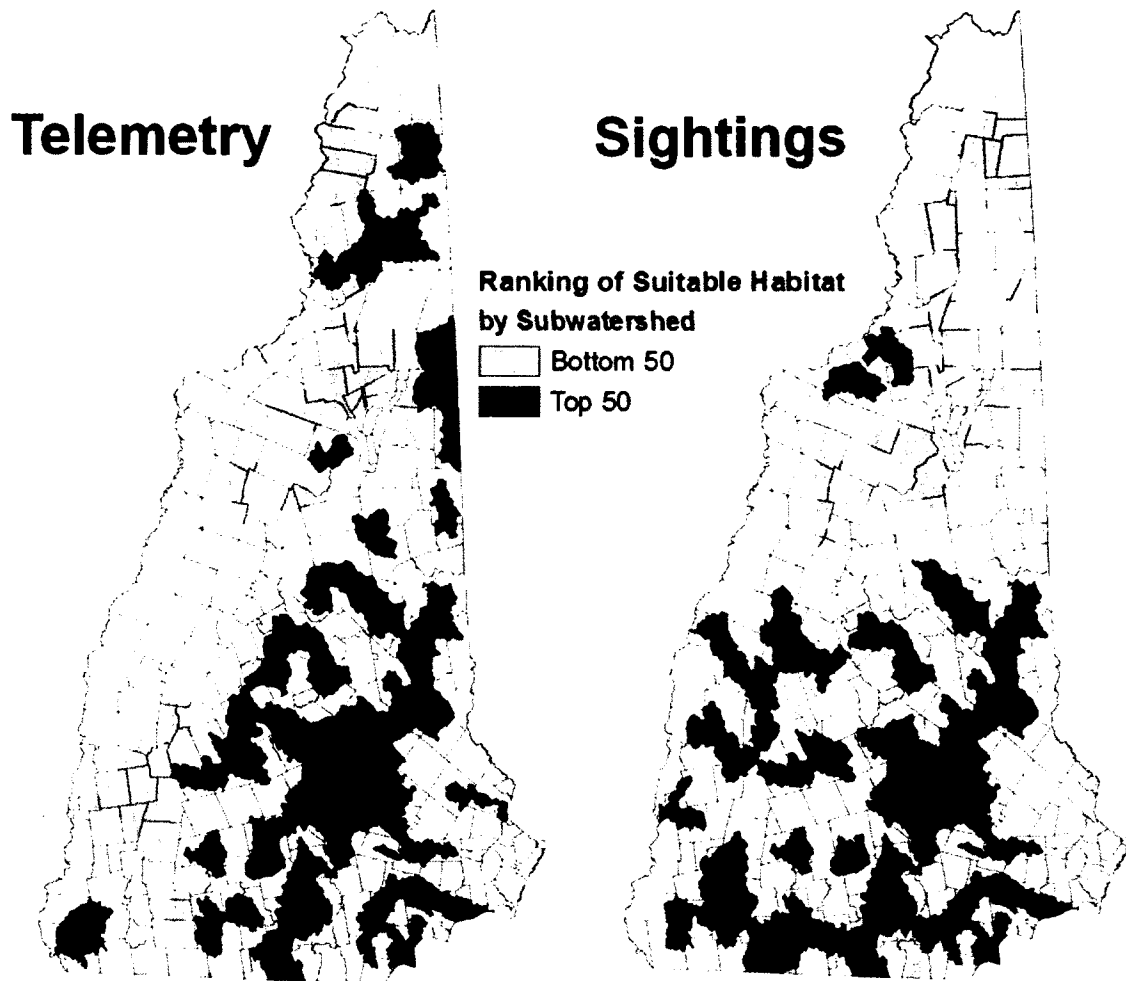 Telemetry
Sightings
Ranking of Suitable Habitat
by Subwatershed
Bottom 50
Top 50